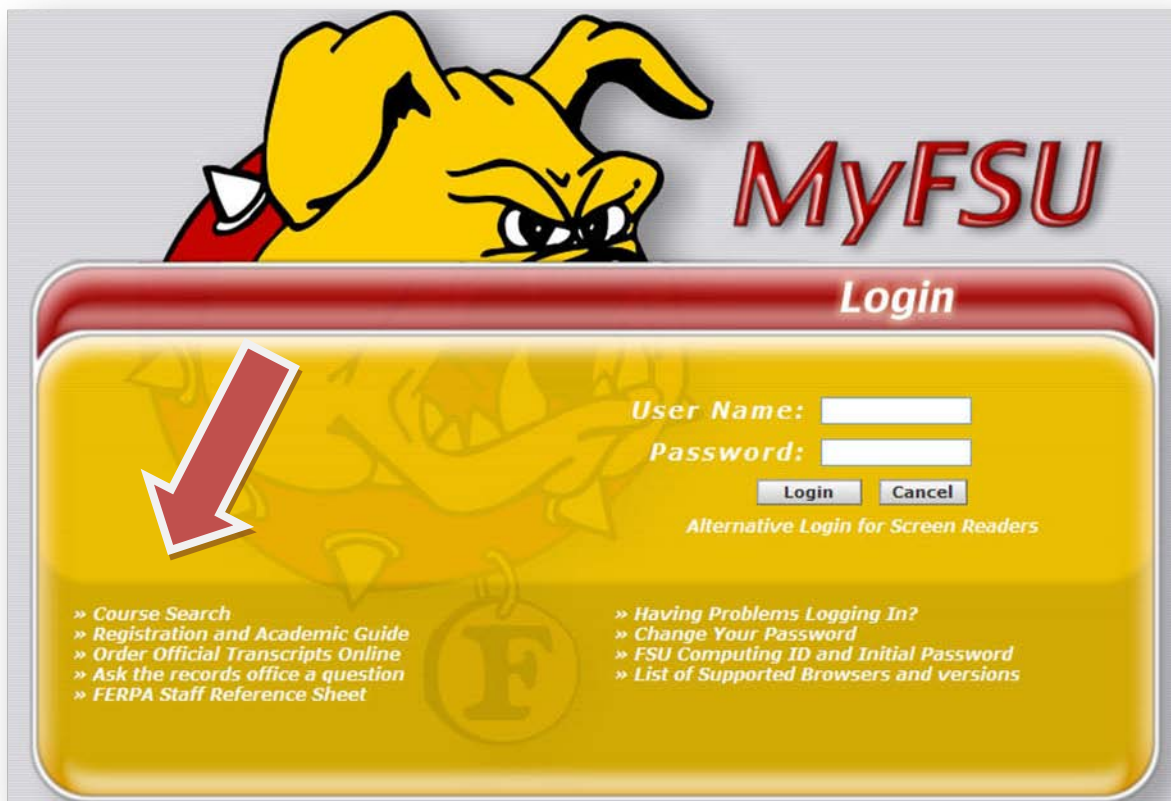 MyFSU
Login
User Name:
Password:
Login Cancel
Alternative Login for Screen Readers
» Course Search
» Registration and Academic Guide
» Order Official Transcripts Online
» Ask the records office a question
» FERPA Staff Reference Sheet
» Having Problems Logging In?
» Change Your Password
» FSU Computing ID and Initial Password
» List of Supported Browsers and versions
F